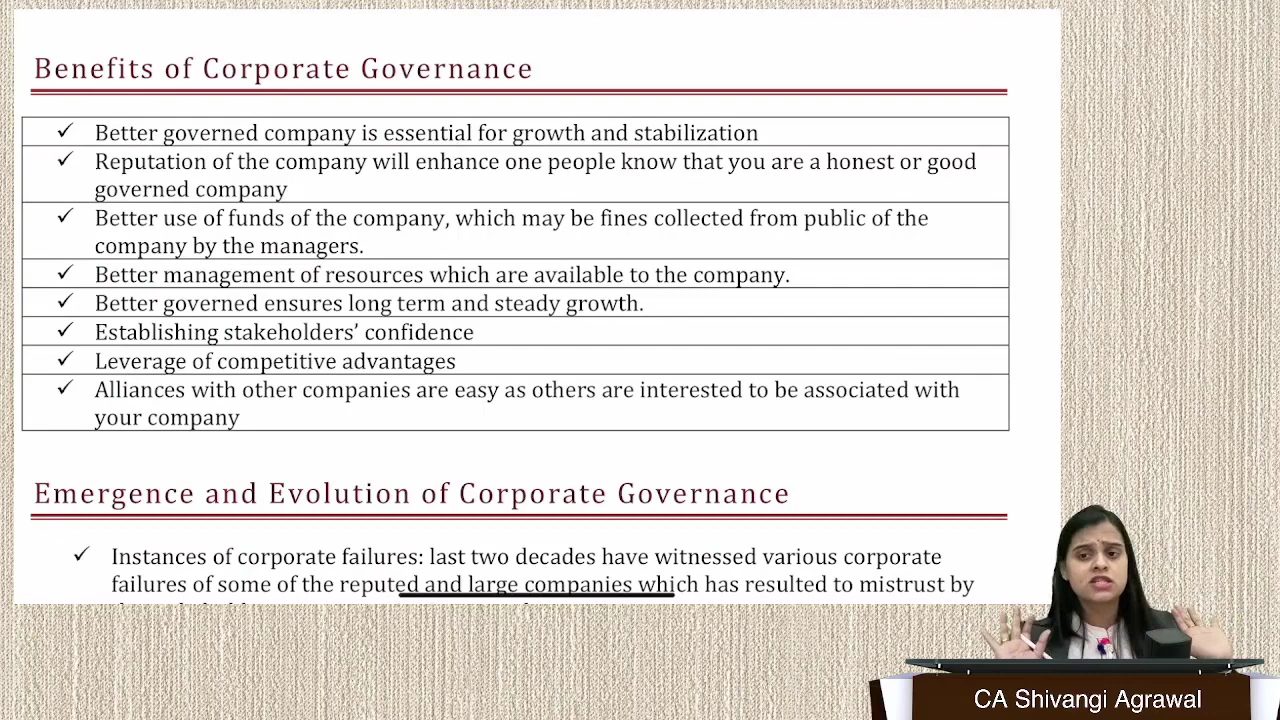 Benefits of Corporate Governance
✓ Better governed company is essential for growth and stabilization
✓ Reputation of the company will enhance one people know that you are a honest or good
governed company
✓ Better use of funds of the company, which may be fines collected from public of the
company by the managers.
✓ Better management of resources which are available to the company.
✓ Better governed ensures long term and steady growth.
✓ Establishing stakeholders’ confidence
✓ Leverage of competitive advantages
✓ Alliances with other companies are easy as others are interested to be associated with
your company
Emergence and Evolution of Corporate Governance
✓ Instances of corporate failures: last two decades have witnessed various corporate
failures of some of the reputed and large companies which has resulted to mistrust by
CA Shivangi Agrawal